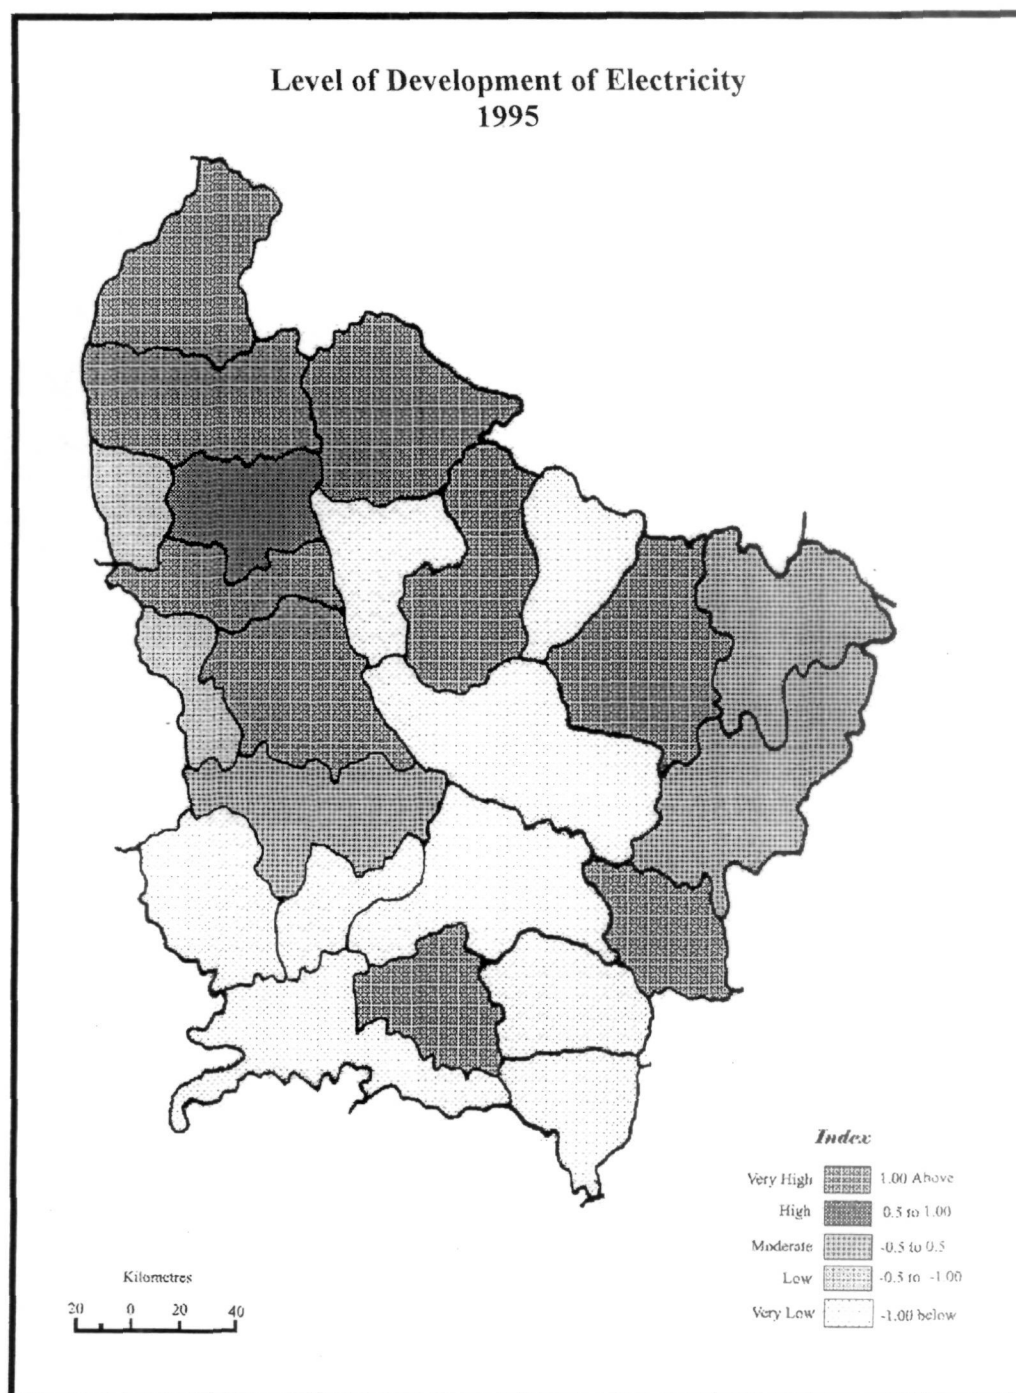 Level of Development of Electricity
1995
Index
Very High 1.00 Above
High 0.5 to 1.00
Moderate -0.5 to 0.5
Low -0.5 to -1.00
Very Low -1.00 below
Kilometres
20 0 20 40